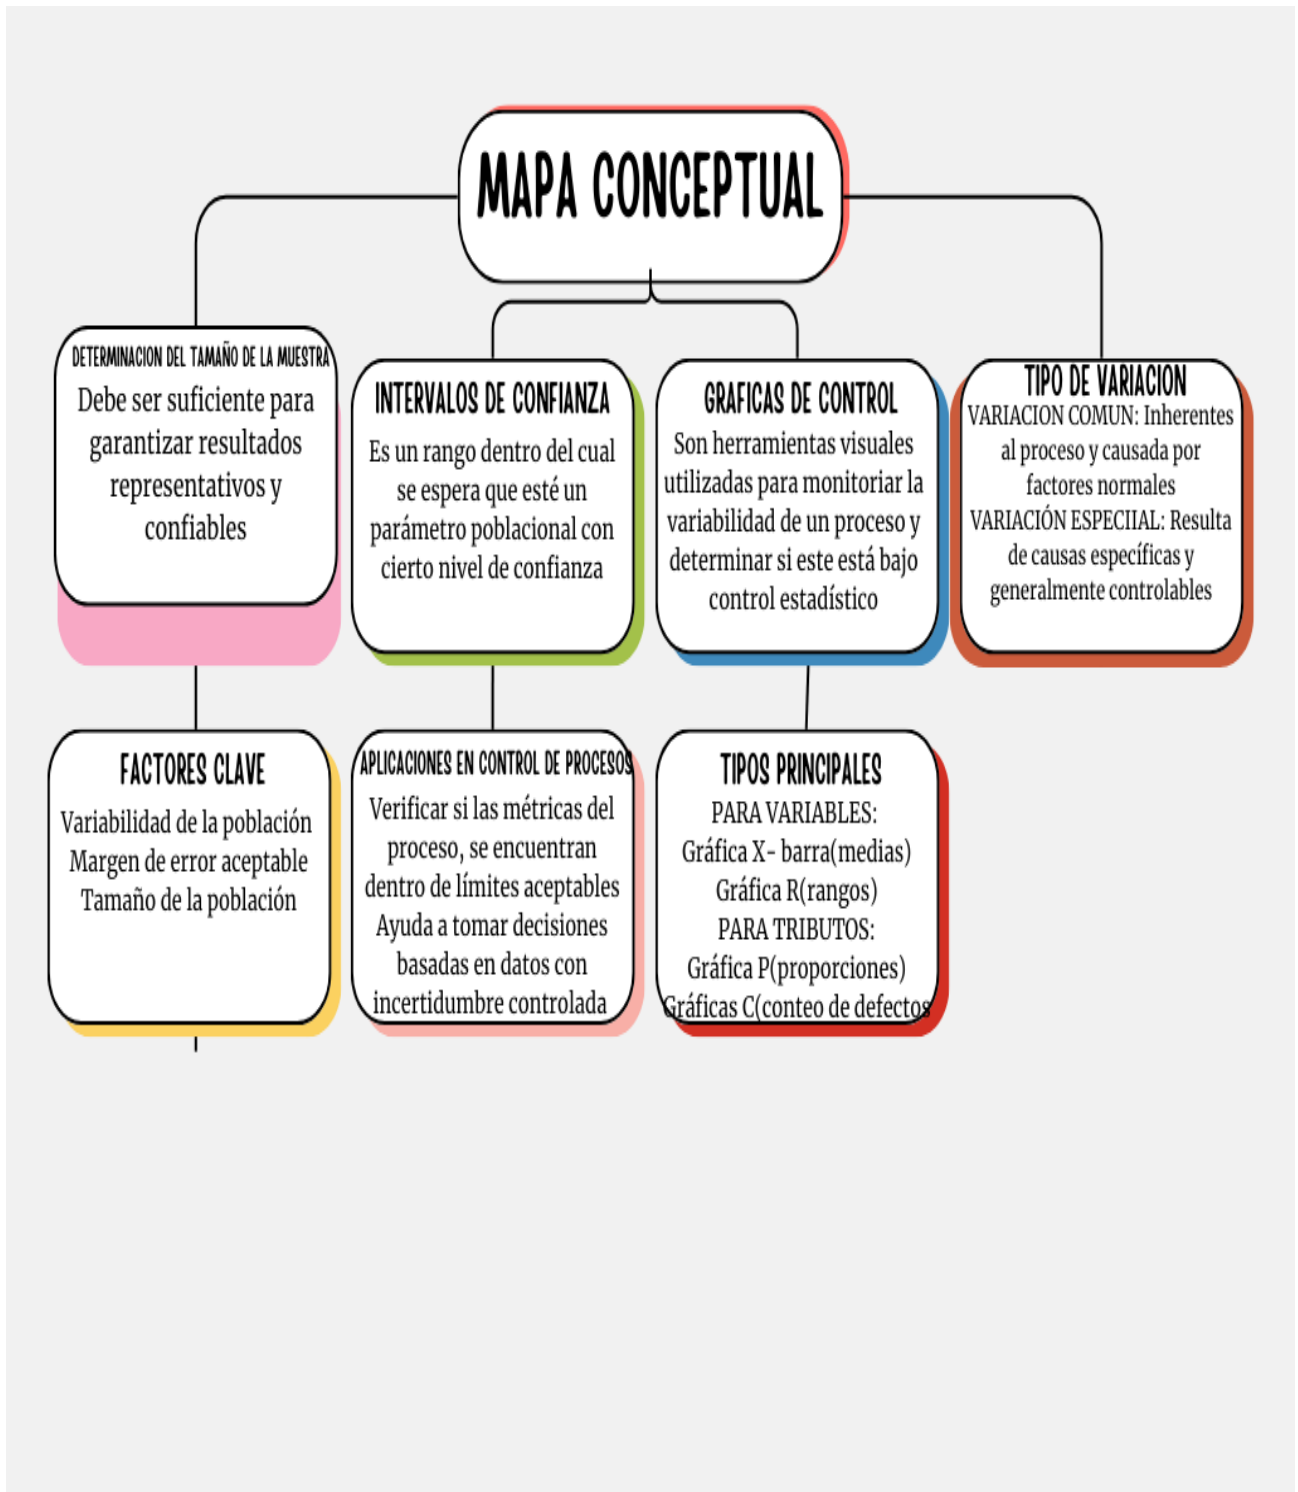 MAPA CONCEPTUAL
DETERMINACION DEL TAMAÑO DE LA MUESTRA
Debe ser suficiente para
garantizar resultados
representativos y
confiables
INTERVALOS DE CONFIANZA
Es un rango dentro del cual
se espera que esté un
parámetro poblacional con
cierto nivel de confianza
GRAFICAS DE CONTROL
Son herramientas visuales
utilizadas para monitoriar la
variabilidad de un proceso y
determinar si este está bajo
control estadístico
TIPO DE VARIACION
VARIACION COMUN: Inherentes
al proceso y causada por
factores normales
VARIACIÓN ESPECIIAL: Resulta
de causas específicas y
generalmente controlables
FACTORES CLAVE
Variabilidad de la población
Margen de error aceptable
Tamaño de la población
APLICACIONES EN CONTROL DE PROCESOS
Verificar si las métricas del
proceso, se encuentran
dentro de límites aceptables
Ayuda a tomar decisiones
basadas en datos con
incertidumbre controlada
TIPOS PRINCIPALES
PARA VARIABLES:
Gráfica X- barra(medias)
Gráfica R(rangos)
PARA TRIBUTOS:
Gráfica P(proporciones)
Gráficas C(conteo de defectos